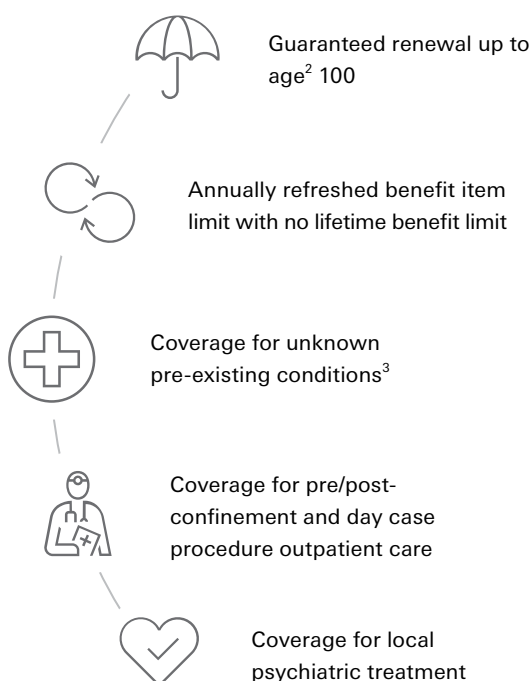 Guaranteed renewal up to
age² 100
Annually refreshed benefit item
limit with no lifetime benefit limit
Coverage for unknown
pre-existing conditions³
Coverage for pre/post-
confinement and day case
procedure outpatient care
Coverage for local
psychiatric treatment